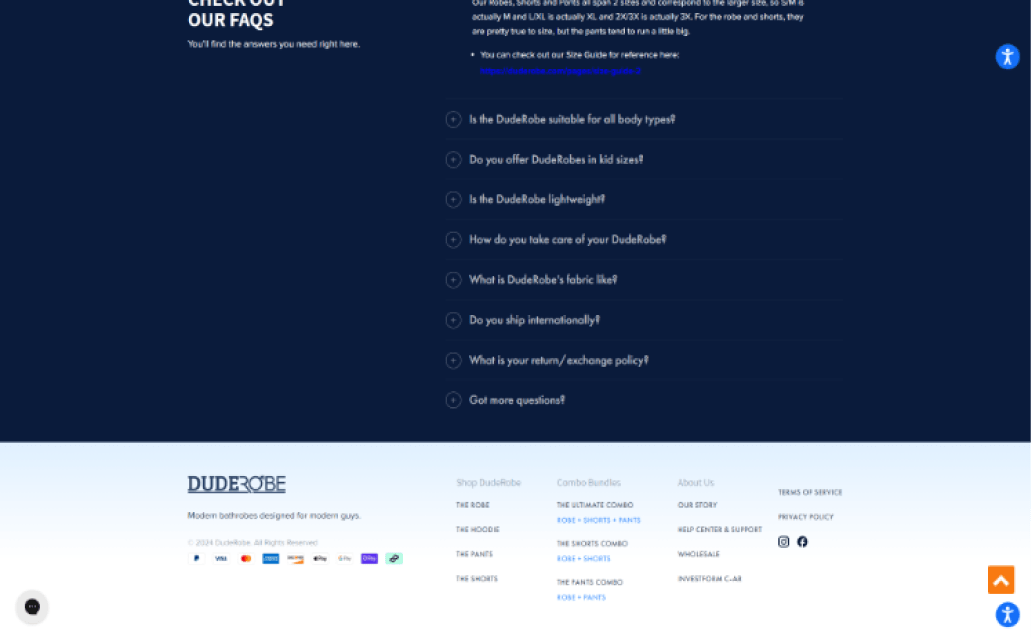 CHECK OUT
OUR FAQS
You'll find the answers you need right here.
Our Robes, Shorts and Pants all span 2 sizes and correspond to the larger size, so S/M is
actually M and L/XL is actually XL and 2X/3X is actually 3X. For the robe and shorts, they
are pretty true to size, but the pants tend to run a little big.
• You can check out our Size Guide for reference here:
Is the DudeRobe suitable for all body types?
Do you offer DudeRobes in kid sizes?
Is the DudeRobe lightweight?
How do you take care of your DudeRobe?
What is DudeRobe's fabric like?
Do you ship internationally?
What is your return/exchange policy?
Got more questions?
DUDEROBE
Modern bathrobes designed for modern guys.
© 2024 DudeRobe. All Rights Reserved
VISA
Pay
G Pay
Pay
Shop DudeRobe
THE ROBE
THE HOODIE
THE PANTS
THE SHORTS
Combo Bundles
THE ULTIMATE COMBO
ROBE + SHORTS + PANTS
THE SHORTS COMBO
ROBE + SHORTS
THE PANTS COMBO
ROBE + PANTS
About Us
OUR STORY
HELP CENTER & SUPPORT
WHOLESALE
INVESTFORM C-AR
TERMS OF SERVICE
PRIVACY POLICY